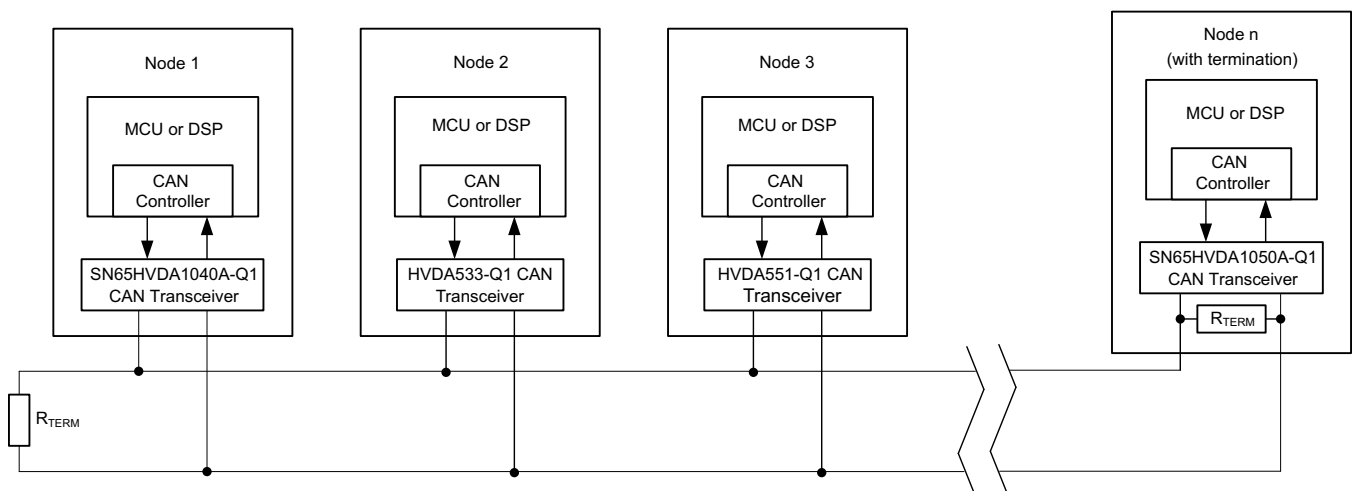 Node 1
MCU or DSP
CAN
Controller
SN65HVDA1040A-Q1
CAN Transceiver
Node 2
MCU or DSP
CAN
Controller
HVDA533-Q1 CAN
Transceiver
Node 3
MCU or DSP
CAN
Controller
HVDA551-Q1 CAN
Transceiver
Node n
(with termination)
MCU or DSP
CAN
Controller
SN65HVDA1050A-Q1
CAN Transceiver
RTERM
RTERM